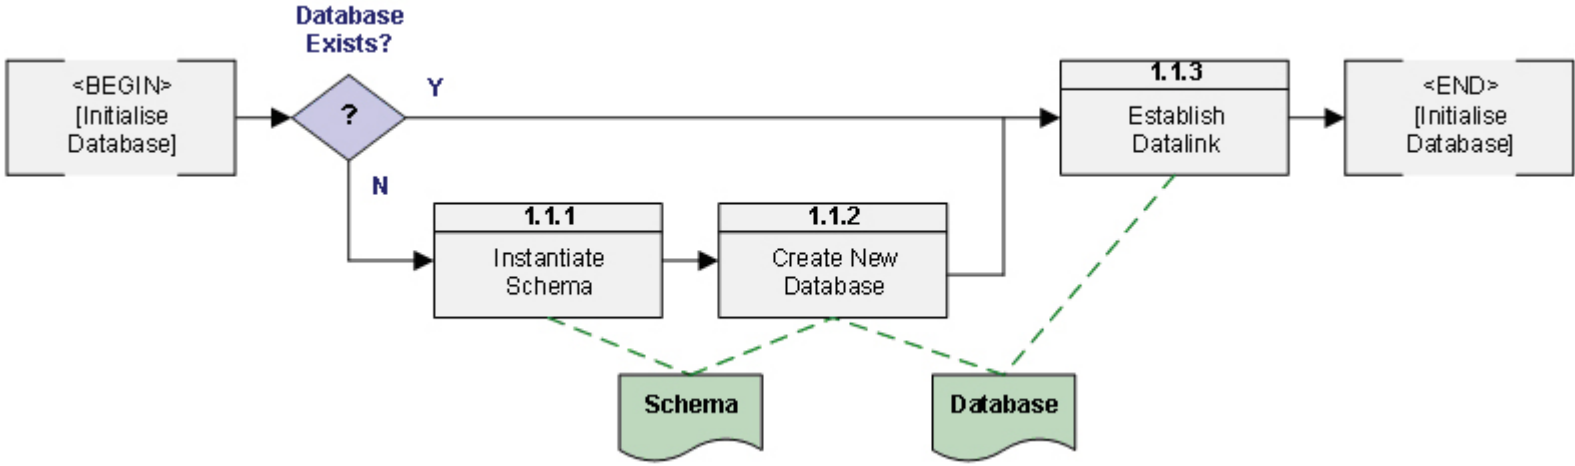 Database
Exists?
<BEGIN>
[Initialise
Database]
?
Y
N
1.1.1
Instantiate
Schema
1.1.2
Create New
Database
1.1.3
Establish
Datalink
<END>
[Initialise
Database]
Schema
Database